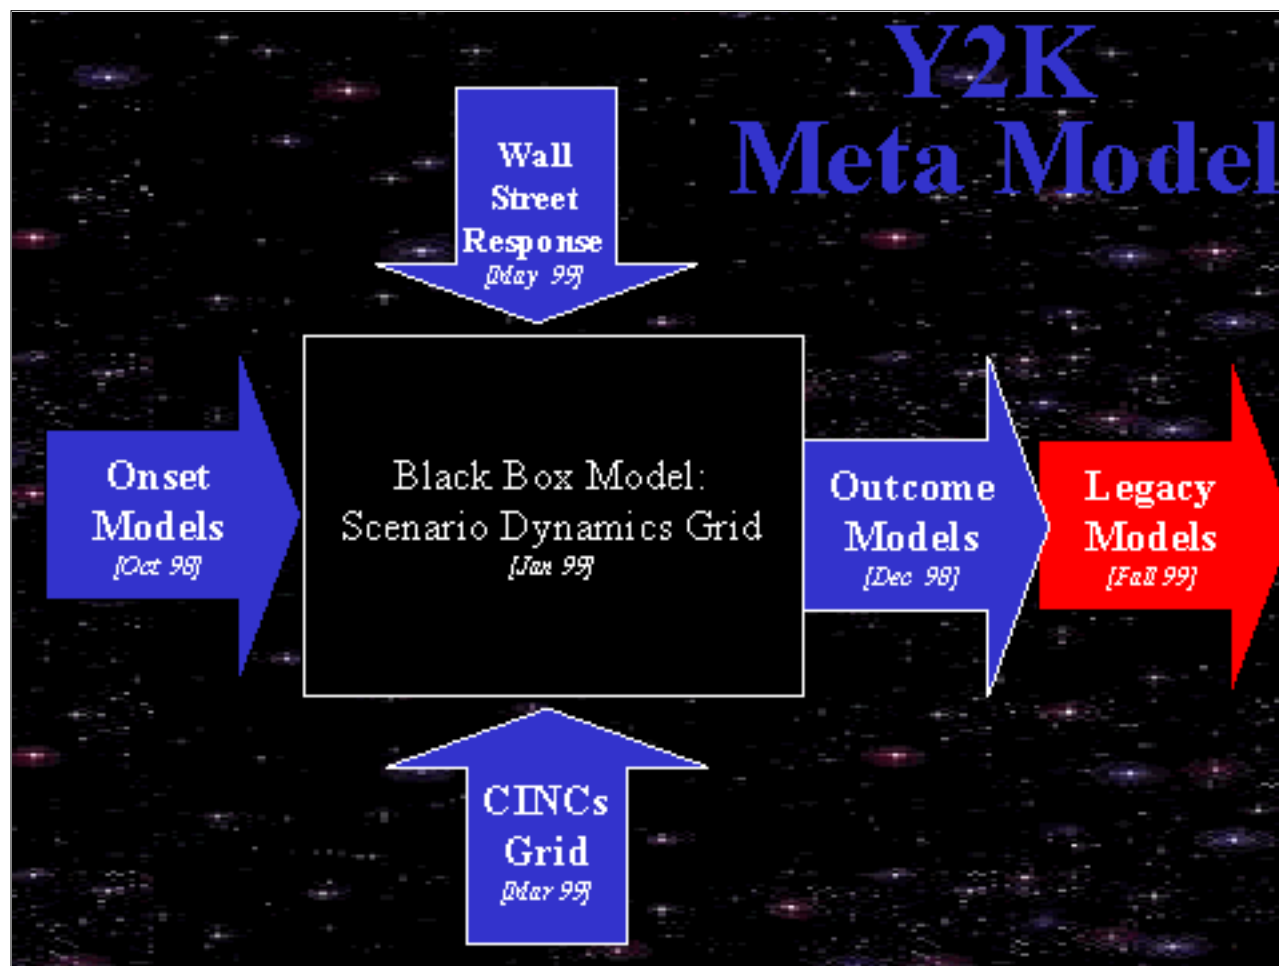 Y2K
Meta Model
Wall
Street
Response
[May 99]
Onset
Models
[Oct 98]
Black Box Model:
Scenario Dynamics Grid
[Jan 99]
Outcome
Models
[Dec 98]
Legacy
Models
[Fall 99]
CINCs
Grid
[Mar 99]